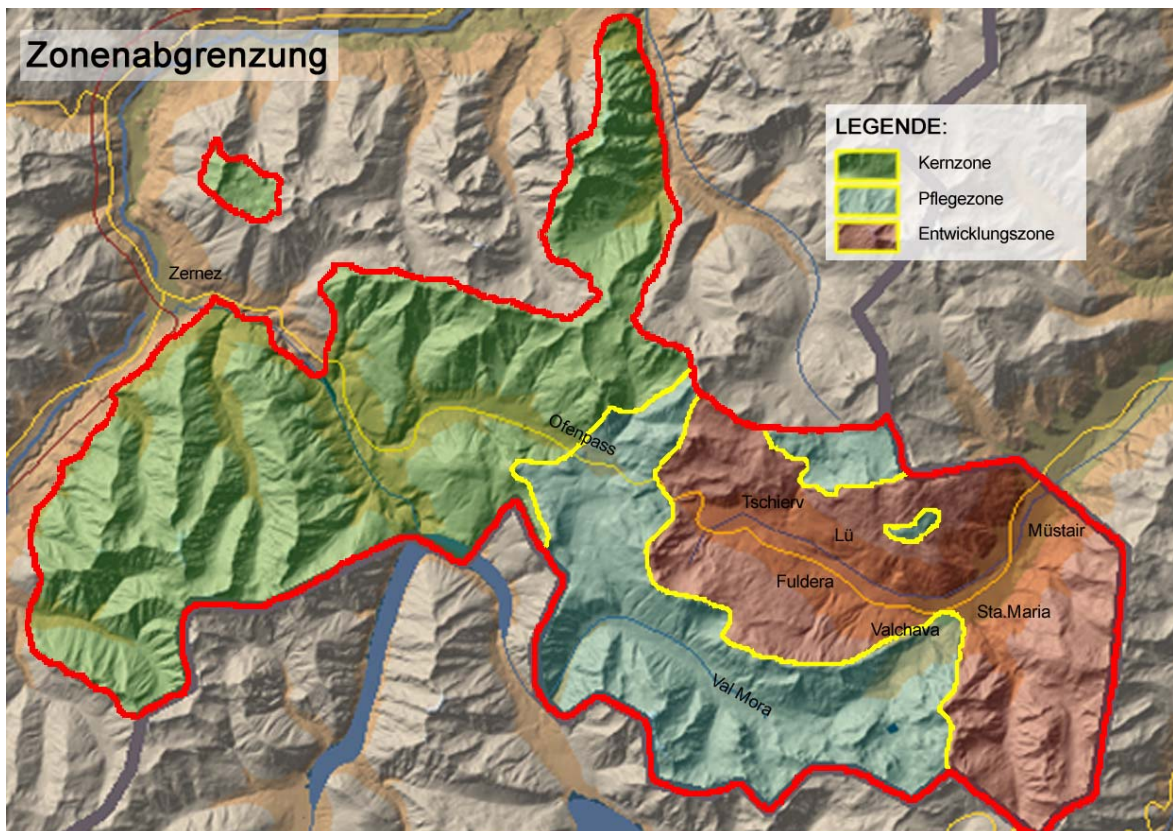 Zonenabgrenzung
LEGENDE:
Kernzone
Pflegezone
Entwicklungszone
Zernez
Ofenpass
Tschierv
Lü
Müstair
Fuldera
Sta.Maria
Valchava
Val Mora